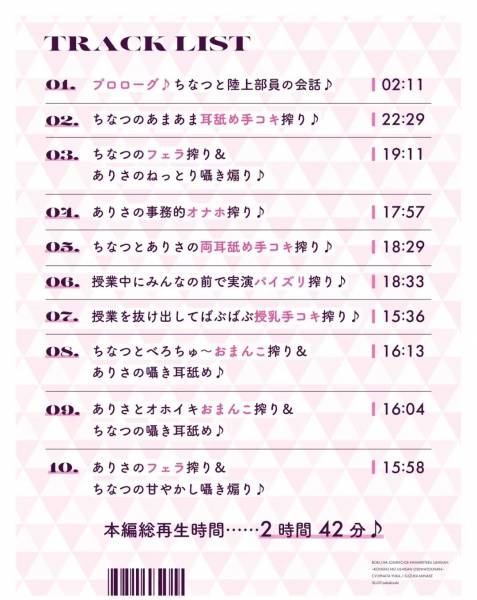 TRACK LIST
01. プロローグ♪ちなつと陸上部員の会話♪ 02:11
02. ちなつのあまあま耳舐め手コキ搾り♪ 22:29
03. ちなつのフェラ搾り＆ 19:11
ありさのねっとり囁き煽り♪
04. ありさの事務的オナホ搾り♪ 17:57
05. ちなつとありさの両耳舐め手コキ搾り♪ 18:29
06. 授業中にみんなの前で実演パイズリ搾り♪ 18:33
07. 授業を抜け出してばぶばぶ授乳手コキ搾り♪ 15:36
08. ちなつとべろちゅ〜おまんこ搾り＆ 16:13
ありさの囁き耳舐め♪
09. ありさとオホイキおまんこ搾り＆ 16:04
ちなつの囁き耳舐め♪
10. ありさのフェラ搾り＆ 15:58
ちなつの甘やかし囁き煽り♪
本編総再生時間……2時間42分♪